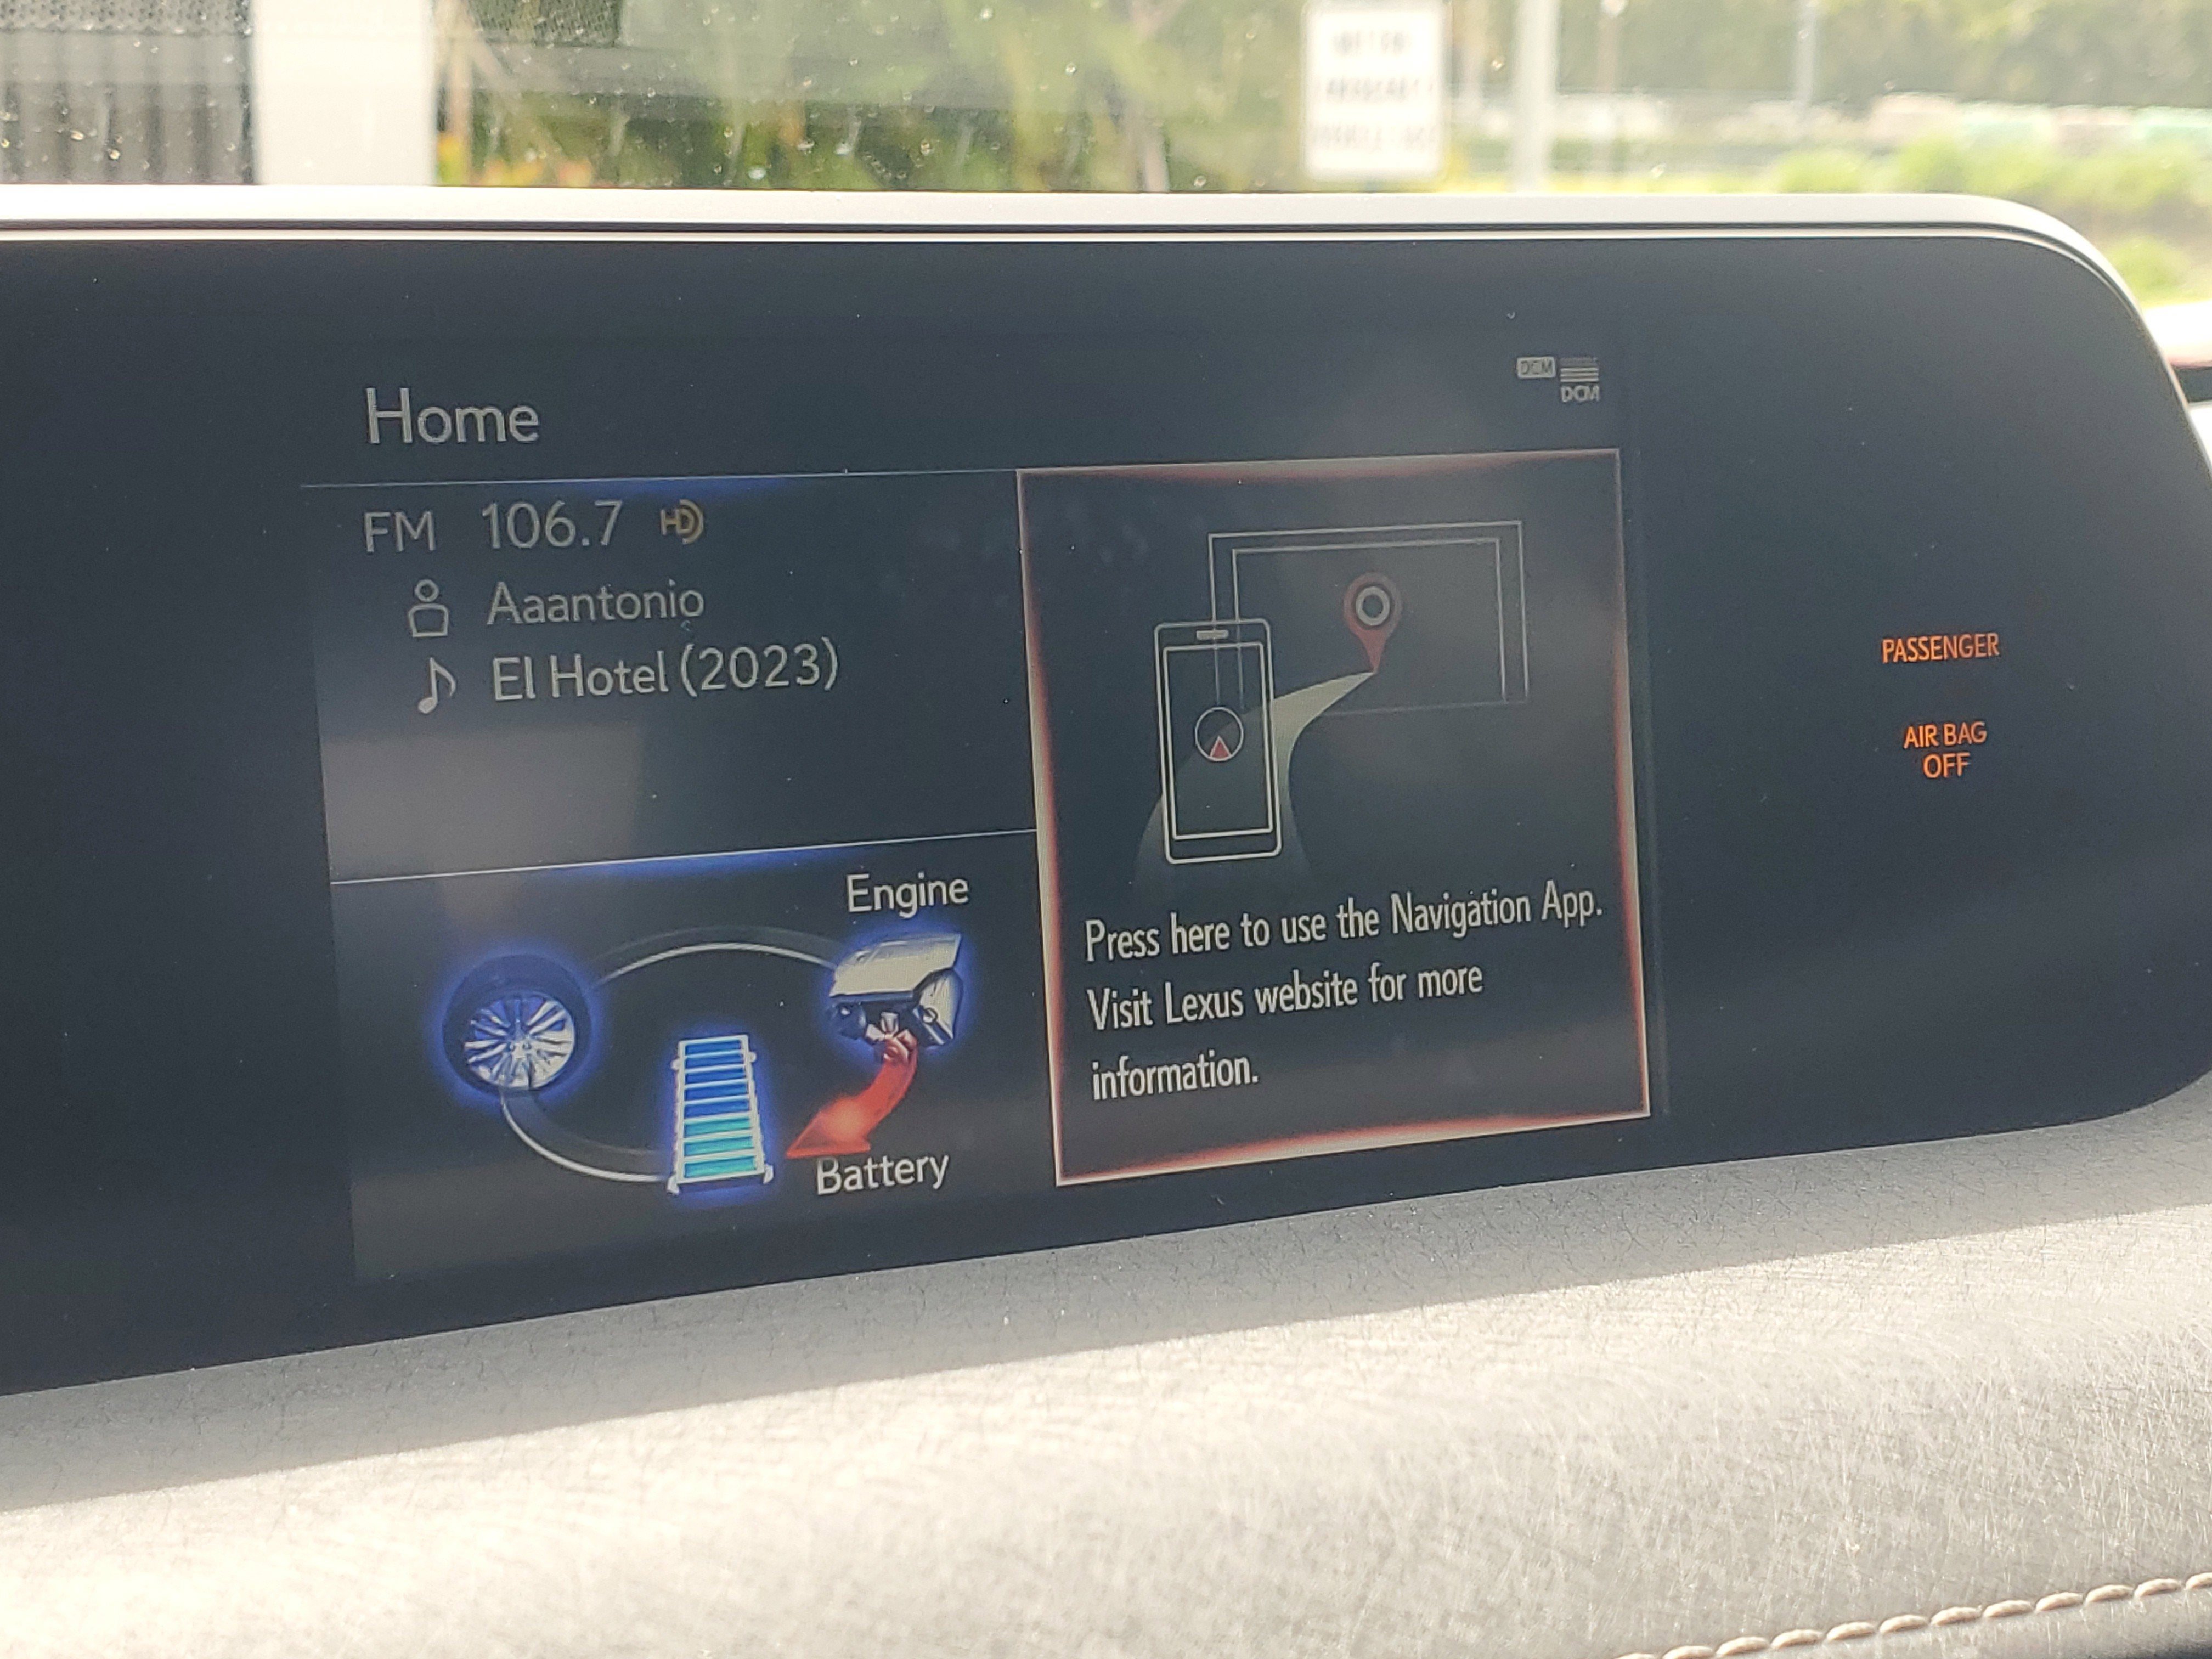 Home
DCM
DCM
FM 106.7 HD
Aaantonio
El Hotel (2023)
Engine
Battery
Press here to use the Navigation App.
Visit Lexus website for more
information.
PASSENGER
AIR BAG
OFF